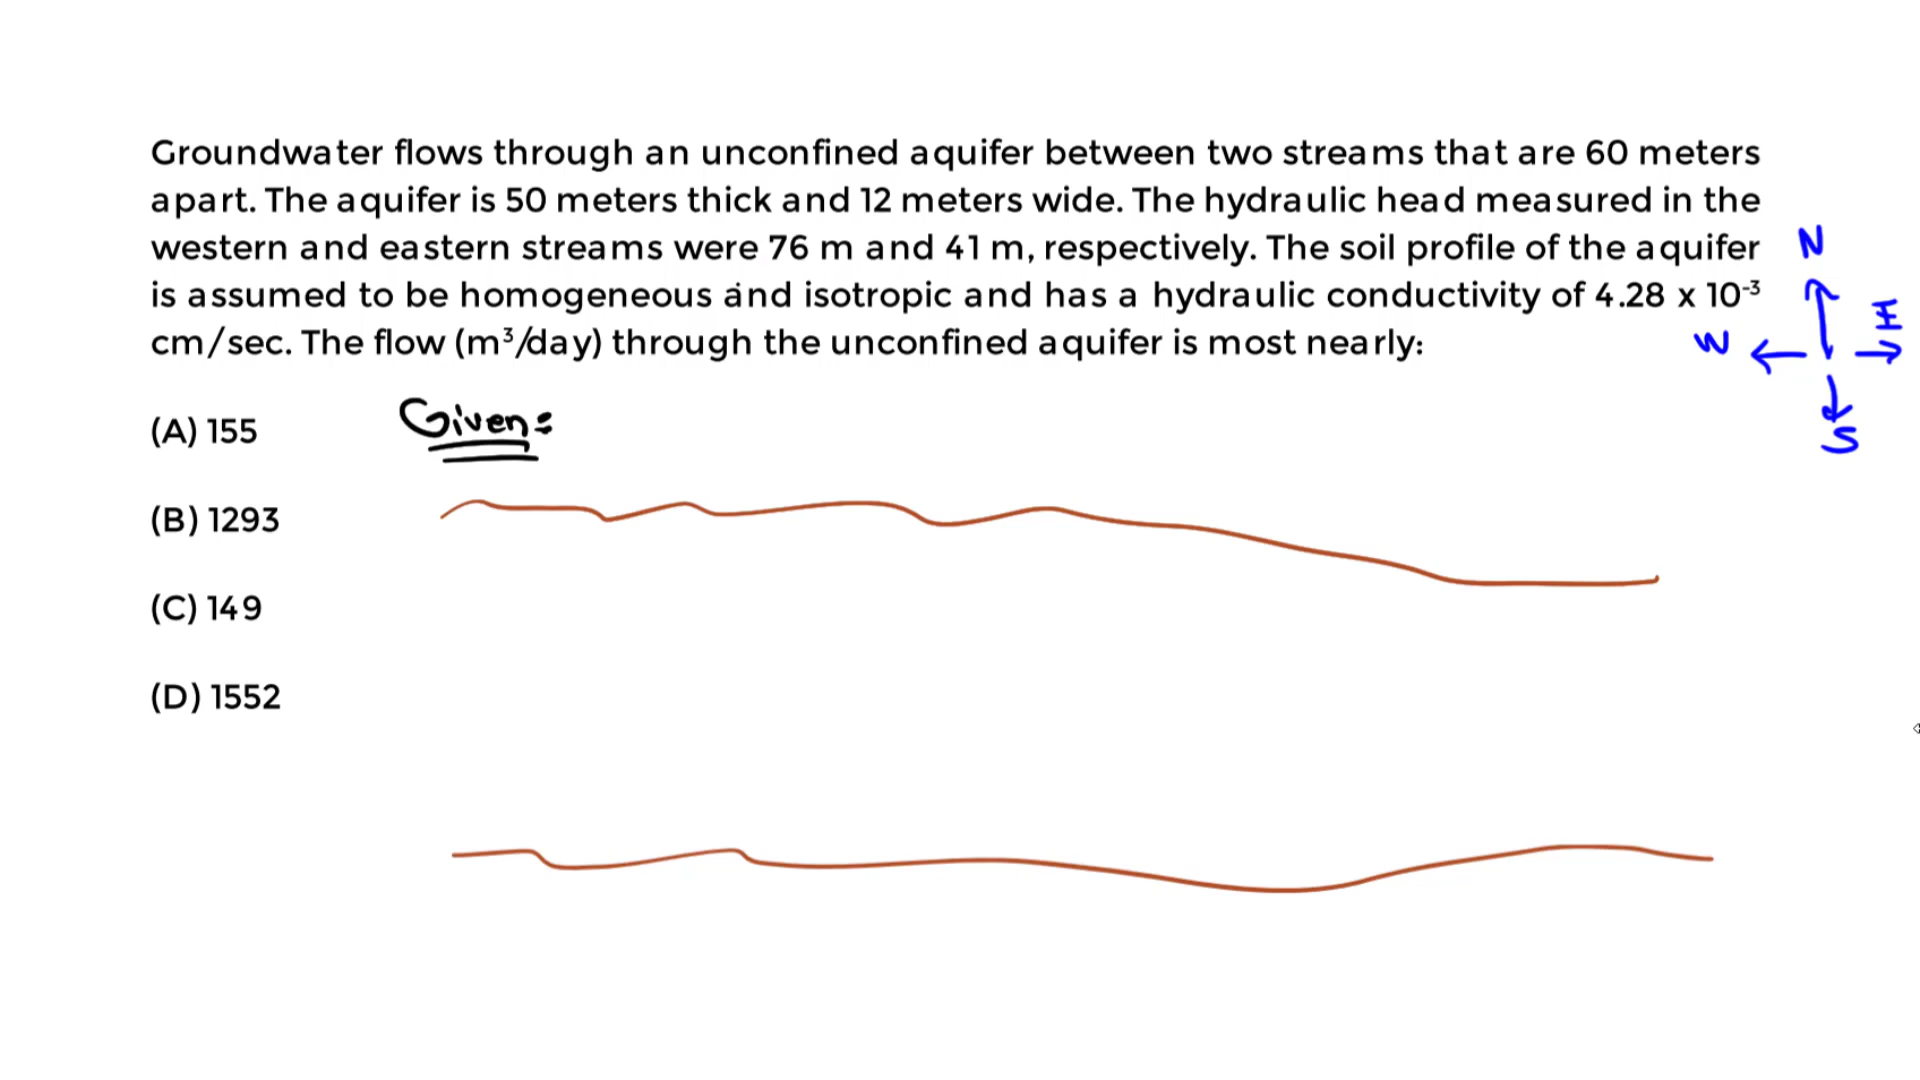 Groundwater flows through an unconfined aquifer between two streams that are 60 meters
apart. The aquifer is 50 meters thick and 12 meters wide. The hydraulic head measured in the
western and eastern streams were 76 m and 41 m, respectively. The soil profile of the aquifer
is assumed to be homogeneous and isotropic and has a hydraulic conductivity of 4.28 x 10⁻³
cm/sec. The flow (m³/day) through the unconfined aquifer is most nearly:
N
E
W
S
(A) 155
Given:
(B) 1293
(C) 149
(D) 1552